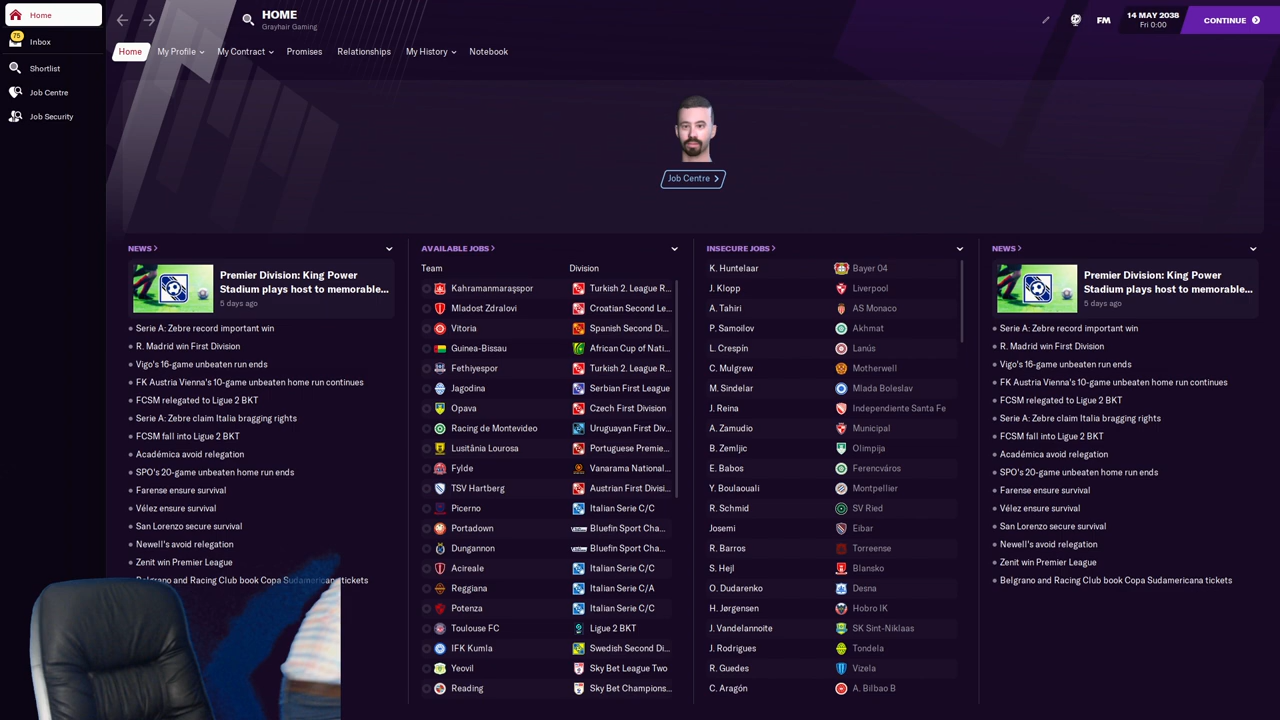 Home
75
Inbox
Shortlist
Job Centre
Job Security
HOME
Grayhair Gaming
FM
14 MAY 2038
Fri 0:00
CONTINUE
Home
My Profile
My Contract
Promises
Relationships
My History
Notebook
Job Centre
NEWS
Premier Division: King Power
Stadium plays host to memorable...
5 days ago
Serie A: Zebre record important win
R. Madrid win First Division
Vigo's 16-game unbeaten run ends
FK Austria Vienna's 10-game unbeaten home run continues
FCSM relegated to Ligue 2 BKT
Serie A: Zebre claim Italia bragging rights
FCSM fall into Ligue 2 BKT
Académica avoid relegation
SPO's 20-game unbeaten home run ends
Farense ensure survival
Vélez ensure survival
San Lorenzo secure survival
Newell's avoid relegation
Zenit win Premier League
Belgrano and Racing Club book Copa Sudamericana tickets
AVAILABLE JOBS
Team Division
Kahramanmaraşspor Turkish 2. League R...
Mladost Zdralovi Croatian Second Le...
Vitoria Spanish Second Di...
Guinea-Bissau African Cup of Nati...
Fethiyespor Turkish 2. League R...
Jagodina Serbian First League
Opava Czech First Division
Racing de Montevideo Uruguayan First Div...
Lusitânia Lourosa Portuguese Premie...
Fylde Vanarama National...
TSV Hartberg Austrian First Divisi...
Picerno Italian Serie C/C
Portadown Bluefin Sport Cha...
Dungannon Bluefin Sport Cha...
Acireale Italian Serie C/C
Reggiana Italian Serie C/A
Potenza Italian Serie C/C
Toulouse FC Ligue 2 BKT
IFK Kumla Swedish Second Di...
Yeovil Sky Bet League Two
Reading Sky Bet Champions...
INSECURE JOBS
K. Huntelaar Bayer 04
J. Klopp Liverpool
A. Tahiri AS Monaco
P. Samoilov Akhmat
L. Crespín Lanús
C. Mulgrew Motherwell
M. Sindelar Mlada Boleslav
J. Reina Independiente Santa Fe
A. Zamudio Municipal
B. Zemljic Olimpija
E. Babos Ferencváros
Y. Boulaouali Montpellier
R. Schmid SV Ried
Josemi Eibar
R. Barros Torreense
S. Hejl Blansko
O. Dudarenko Desna
H. Jørgensen Hobro IK
J. Vandelannoite SK Sint-Niklaas
J. Rodrigues Tondela
R. Guedes Vizela
C. Aragón A. Bilbao B
NEWS
Premier Division: King Power
Stadium plays host to memorable...
5 days ago
Serie A: Zebre record important win
R. Madrid win First Division
Vigo's 16-game unbeaten run ends
FK Austria Vienna's 10-game unbeaten home run continues
FCSM relegated to Ligue 2 BKT
Serie A: Zebre claim Italia bragging rights
FCSM fall into Ligue 2 BKT
Académica avoid relegation
SPO's 20-game unbeaten home run ends
Farense ensure survival
Vélez ensure survival
San Lorenzo secure survival
Newell's avoid relegation
Zenit win Premier League
Belgrano and Racing Club book Copa Sudamericana tickets